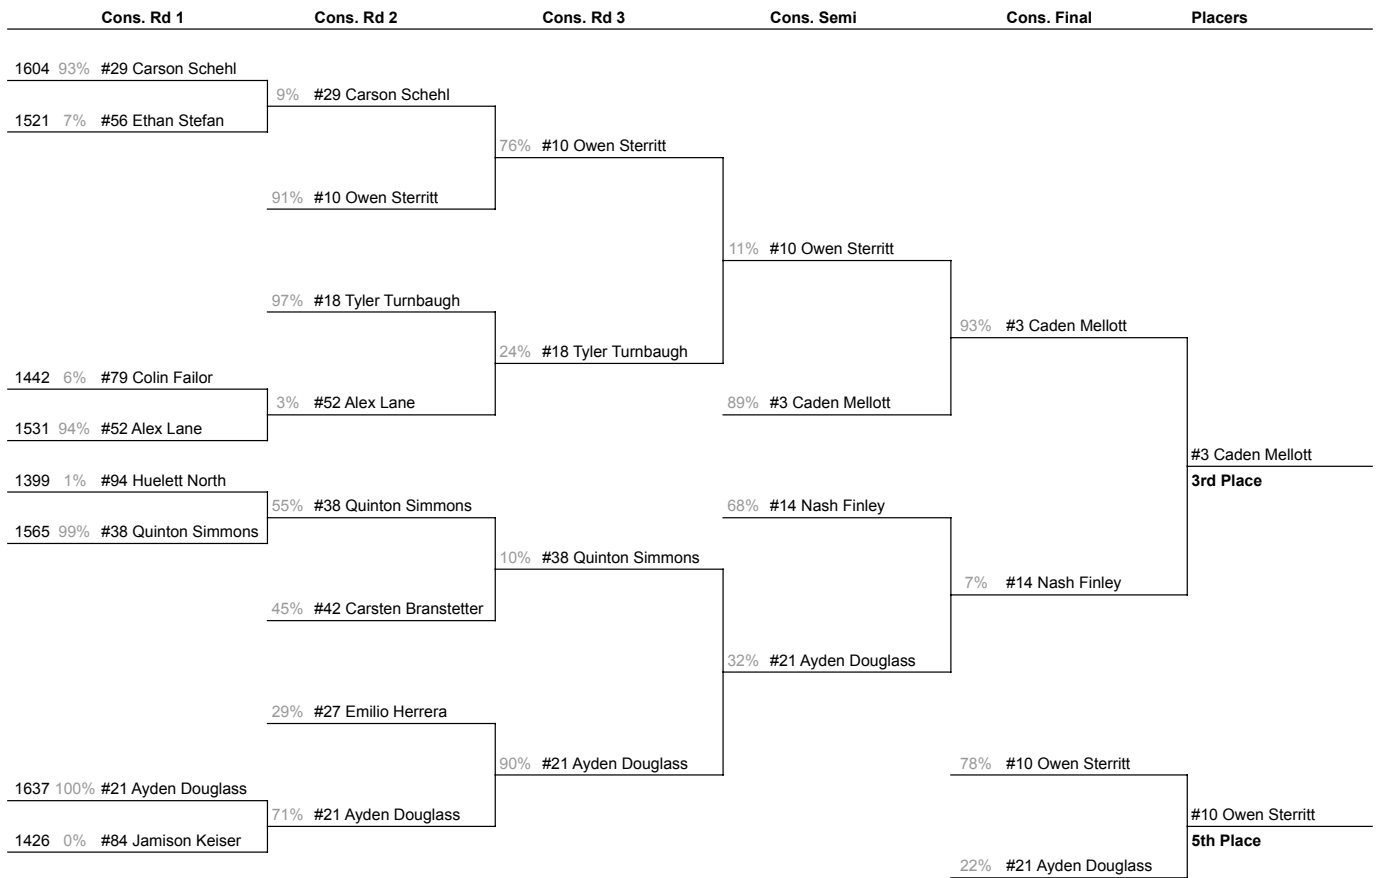 Cons. Rd 1 Cons. Rd 2 Cons. Rd 3 Cons. Semi Cons. Final Placers
1604 93% #29 Carson Schehl
9% #29 Carson Schehl
1521 7% #56 Ethan Stefan
76% #10 Owen Sterritt
91% #10 Owen Sterritt
11% #10 Owen Sterritt
97% #18 Tyler Turnbaugh
93% #3 Caden Mellott
24% #18 Tyler Turnbaugh
1442 6% #79 Colin Failor
3% #52 Alex Lane
89% #3 Caden Mellott
1531 94% #52 Alex Lane
#3 Caden Mellott
1399 1% #94 Huelett North
3rd Place
55% #38 Quinton Simmons
68% #14 Nash Finley
1565 99% #38 Quinton Simmons
10% #38 Quinton Simmons
7% #14 Nash Finley
45% #42 Carsten Branstetter
32% #21 Ayden Douglass
29% #27 Emilio Herrera
90% #21 Ayden Douglass
78% #10 Owen Sterritt
1637 100% #21 Ayden Douglass
71% #21 Ayden Douglass
#10 Owen Sterritt
1426 0% #84 Jamison Keiser
5th Place
22% #21 Ayden Douglass